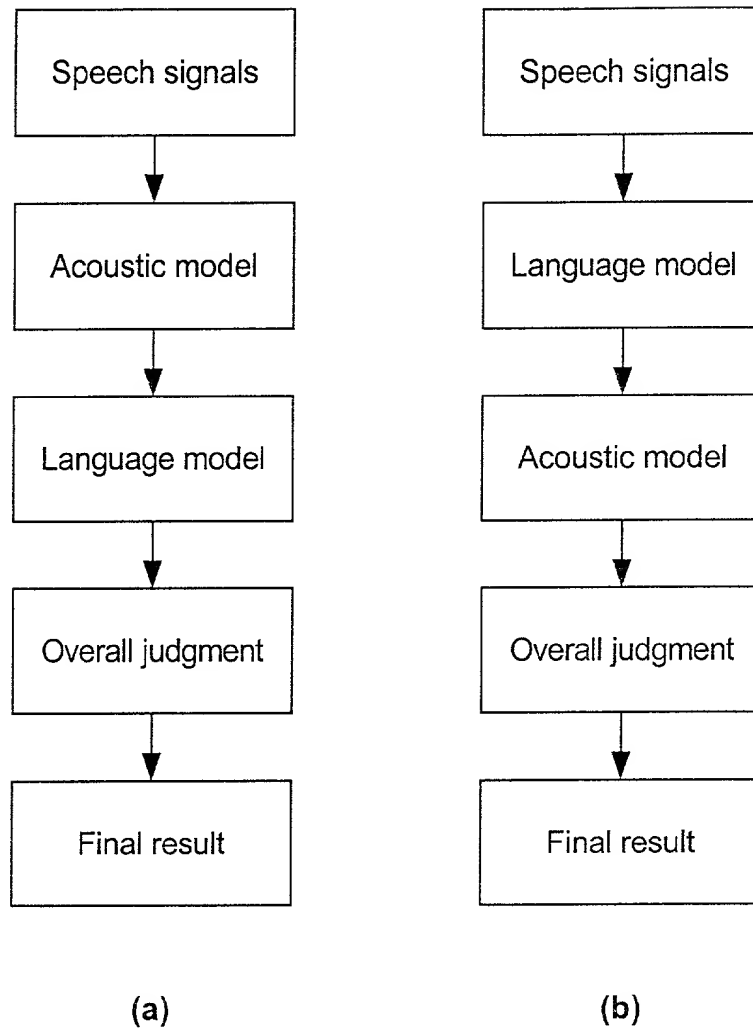 Speech signals
Acoustic model
Language model
Overall judgment
Final result
(a)
Speech signals
Language model
Acoustic model
Overall judgment
Final result
(b)